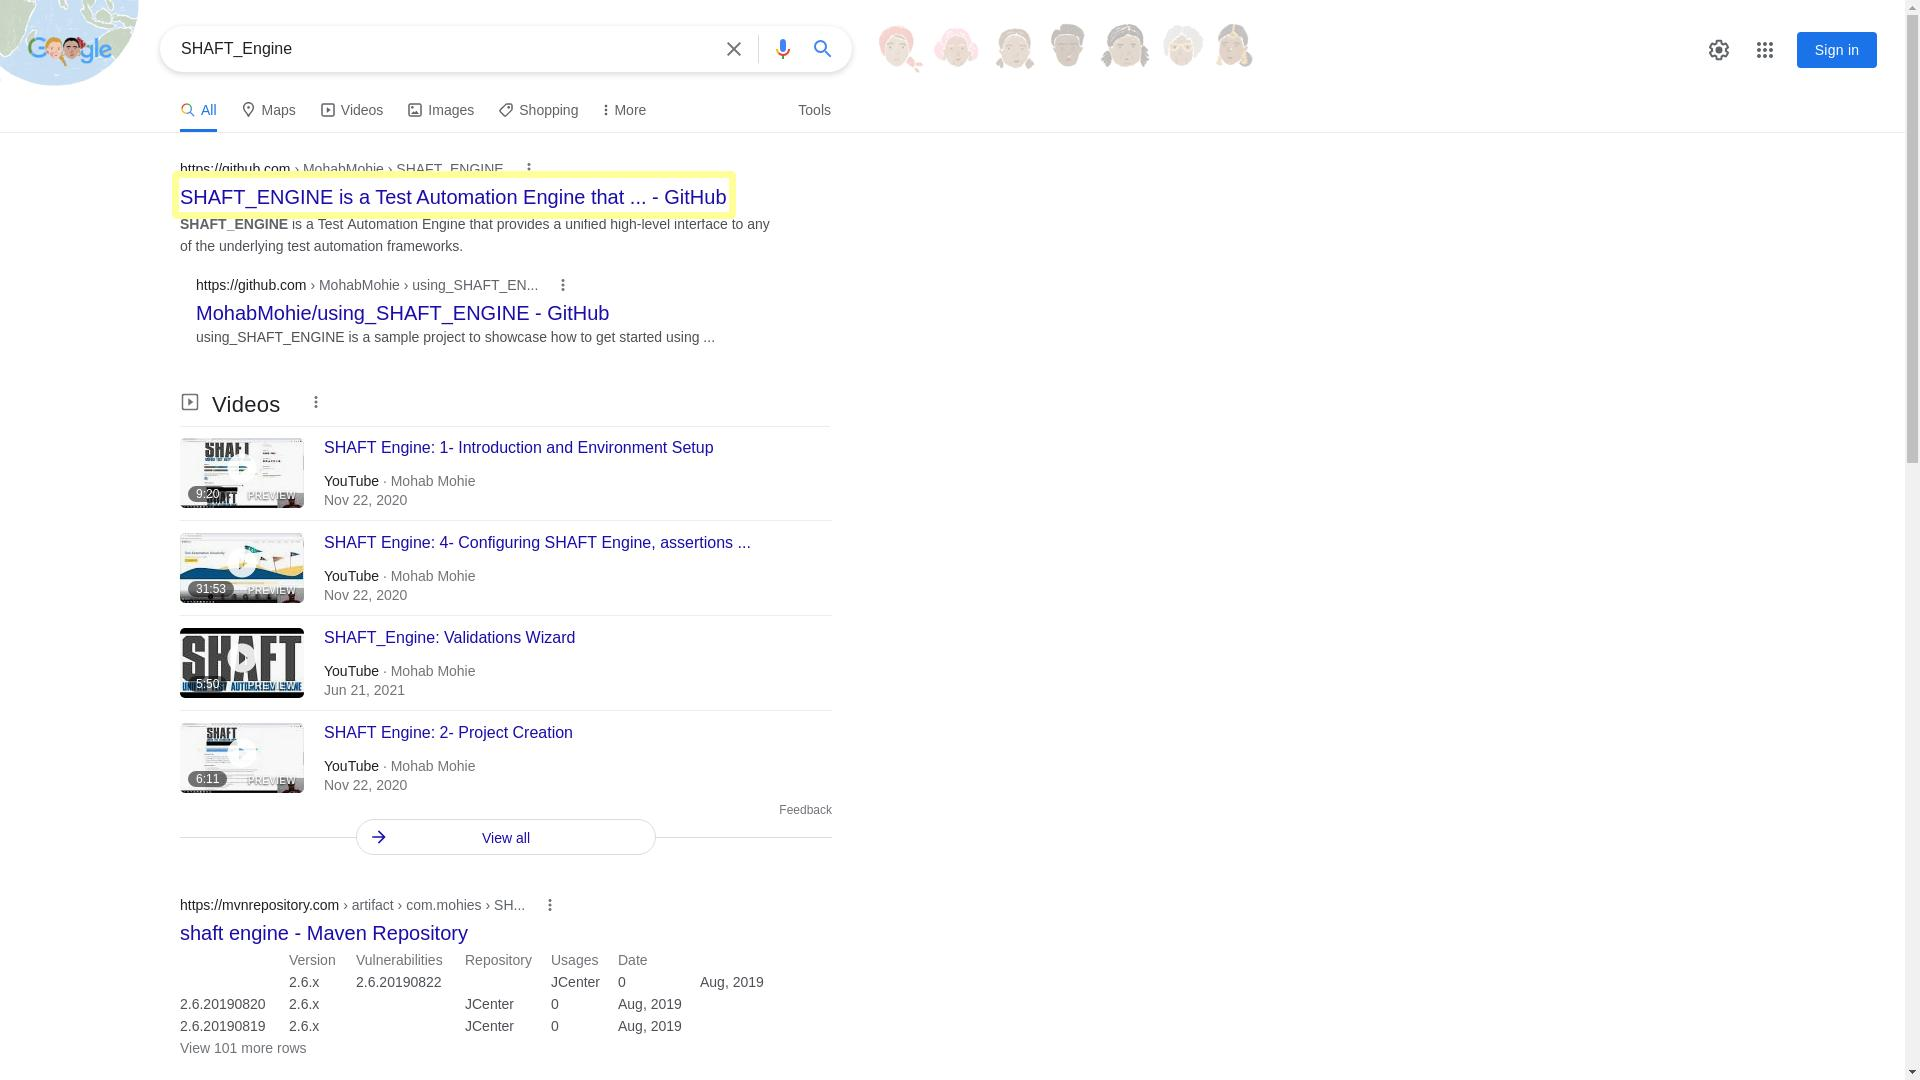 Google
SHAFT_Engine
Sign in
All
Maps
Videos
Images
Shopping
More
Tools
https://github.com › MohabMohie › SHAFT_ENGINE
SHAFT_ENGINE is a Test Automation Engine that ... - GitHub
SHAFT_ENGINE is a Test Automation Engine that provides a unified high-level interface to any
of the underlying test automation frameworks.
https://github.com › MohabMohie › using_SHAFT_EN...
MohabMohie/using_SHAFT_ENGINE - GitHub
using_SHAFT_ENGINE is a sample project to showcase how to get started using ...
Videos
SHAFT
9:20
PREVIEW
SHAFT Engine: 1- Introduction and Environment Setup
YouTube · Mohab Mohie
Nov 22, 2020
31:53
PREVIEW
SHAFT Engine: 4- Configuring SHAFT Engine, assertions ...
YouTube · Mohab Mohie
Nov 22, 2020
SHAFT
5:50
PREVIEW
SHAFT_Engine: Validations Wizard
YouTube · Mohab Mohie
Jun 21, 2021
SHAFT
6:11
PREVIEW
SHAFT Engine: 2- Project Creation
YouTube · Mohab Mohie
Nov 22, 2020
Feedback
View all
https://mvnrepository.com › artifact › com.mohies › SH...
shaft engine - Maven Repository
Version Vulnerabilities Repository Usages Date
2.6.x 2.6.20190822 JCenter 0 Aug, 2019
2.6.20190820 2.6.x JCenter 0 Aug, 2019
2.6.20190819 2.6.x JCenter 0 Aug, 2019
View 101 more rows